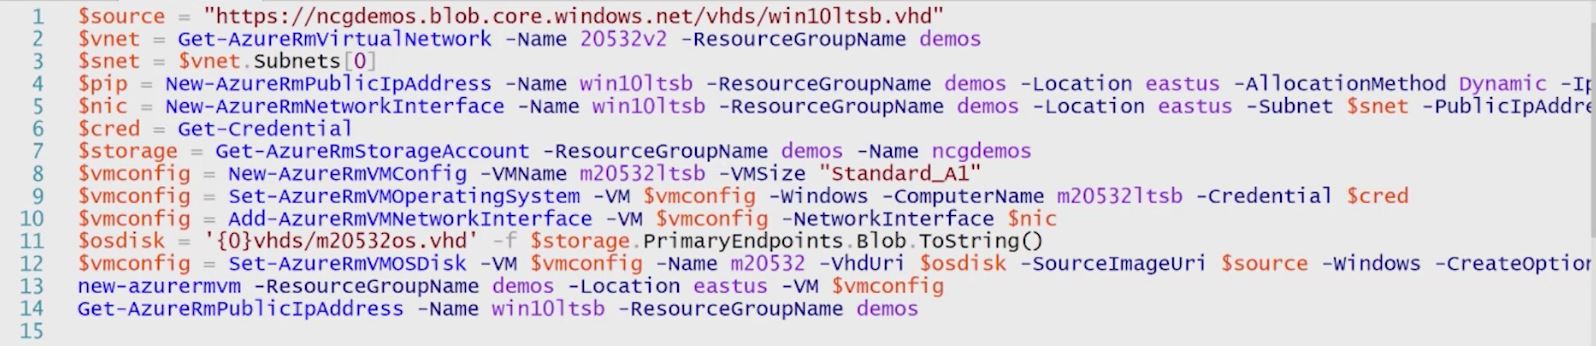 1 $source = "https://ncgdemos.blob.core.windows.net/vhds/win10ltsb.vhd"
2 $vnet = Get-AzureRmVirtualNetwork -Name 20532v2 -ResourceGroupName demos
3 $snet = $vnet.Subnets[0]
4 $pip = New-AzureRmPublicIpAddress -Name win10ltsb -ResourceGroupName demos -Location eastus -AllocationMethod Dynamic -Ip
5 $nic = New-AzureRmNetworkInterface -Name win10ltsb -ResourceGroupName demos -Location eastus -Subnet $snet -PublicIpAddre
6 $cred = Get-Credential
7 $storage = Get-AzureRmStorageAccount -ResourceGroupName demos -Name ncgdemos
8 $vmconfig = New-AzureRmVMConfig -VMName m20532ltsb -VMSize "Standard_A1"
9 $vmconfig = Set-AzureRmVMOperatingSystem -VM $vmconfig -Windows -ComputerName m20532ltsb -Credential $cred
10 $vmconfig = Add-AzureRmVMNetworkInterface -VM $vmconfig -NetworkInterface $nic
11 $osdisk = '{0}vhds/m20532os.vhd' -f $storage.PrimaryEndpoints.Blob.ToString()
12 $vmconfig = Set-AzureRmVMOSDisk -VM $vmconfig -Name m20532 -VhdUri $osdisk -SourceImageUri $source -Windows -CreateOption
13 new-azurermvm -ResourceGroupName demos -Location eastus -VM $vmconfig
14 Get-AzureRmPublicIpAddress -Name win10ltsb -ResourceGroupName demos
15